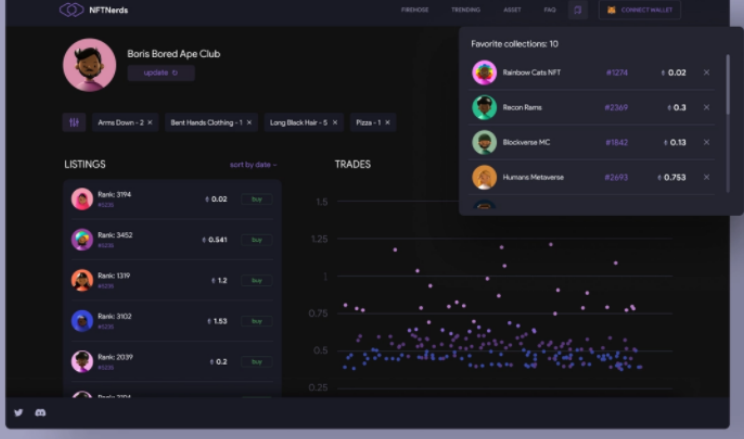 NFTNerds
FIREHOSE TRENDING ASSET FAQ CONNECT WALLET
Boris Bored Ape Club
update
Favorite collections: 10
Rainbow Cats NFT #1274 0.02
Recon Rams #2369 0.3
Blockverse MC #1842 0.13
Humans Metaverse #2693 0.753
Arms Down - 2 × Bent Hands Clothing - 1 × Long Black Hair - 5 × Pizza - 1 ×
LISTINGS
sort by date
TRADES
Rank: 3194
0.02 buy
Rank: 3452
0.541 buy
Rank: 1319
1.2 buy
Rank: 3102
1.53 buy
Rank: 2039
0.2 buy
1.5
1.25
1
0.75
0.5
0.25